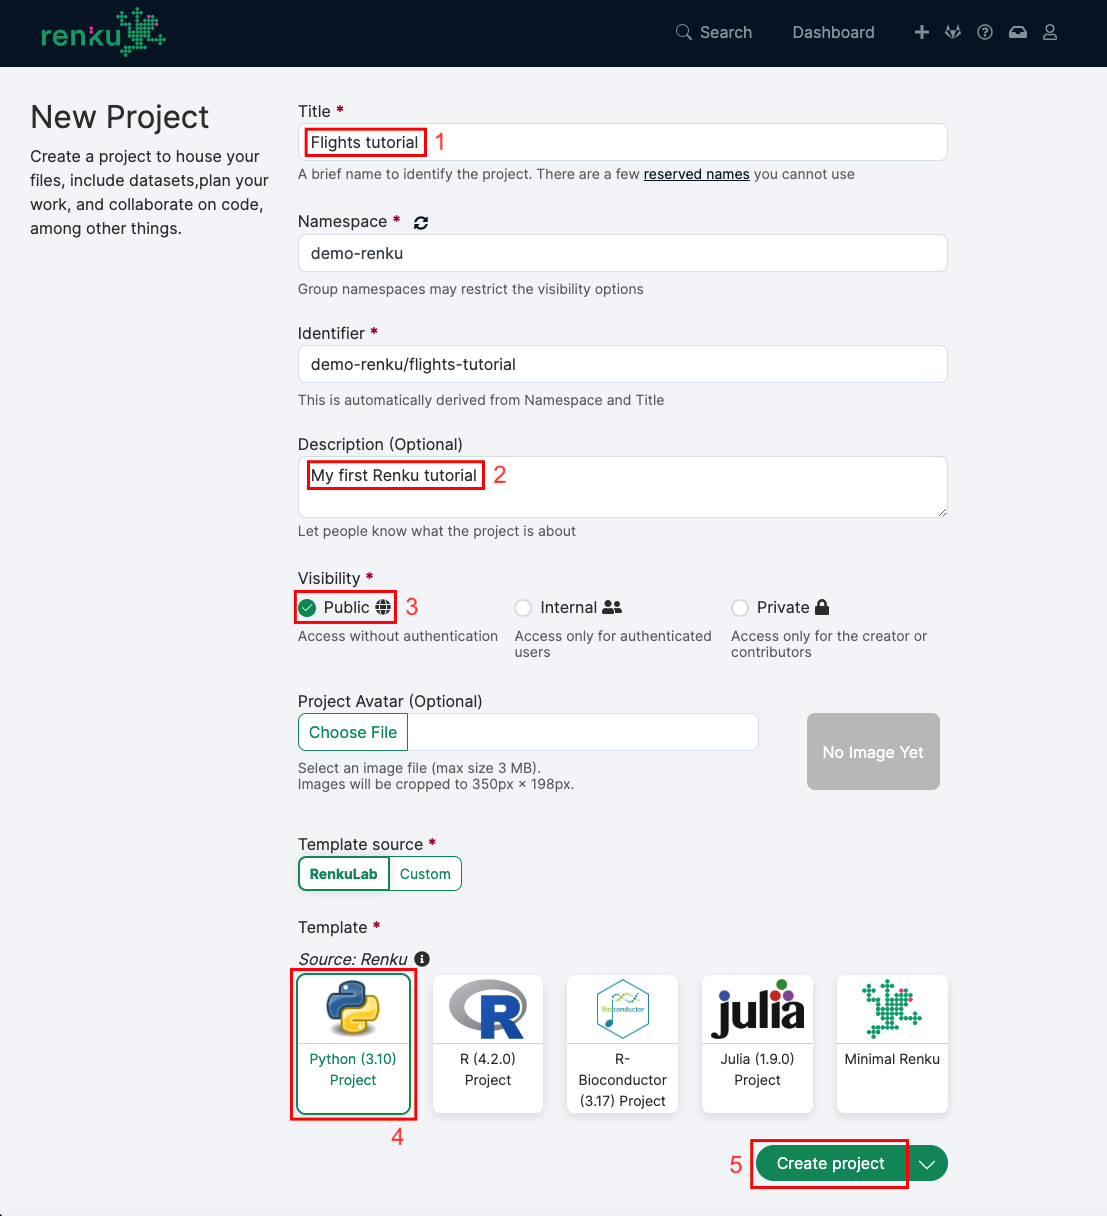 renku
Search
Dashboard
New Project
Create a project to house your
files, include datasets,plan your
work, and collaborate on code,
among other things.
Title *
Flights tutorial 1
A brief name to identify the project. There are a few reserved names you cannot use
Namespace *
demo-renku
Group namespaces may restrict the visibility options
Identifier *
demo-renku/flights-tutorial
This is automatically derived from Namespace and Title
Description (Optional)
My first Renku tutorial 2
Let people know what the project is about
Visibility *
Public 3
Access without authentication
Internal
Access only for authenticated
users
Private
Access only for the creator or
contributors
Project Avatar (Optional)
Choose File
No Image Yet
Select an image file (max size 3 MB).
Images will be cropped to 350px × 198px.
Template source *
RenkuLab
Custom
Template *
Source: Renku
Python (3.10)
Project
4
R
R (4.2.0)
Project
Bioconductor
R-
Bioconductor
(3.17) Project
julia
Julia (1.9.0)
Project
Minimal Renku
5 Create project